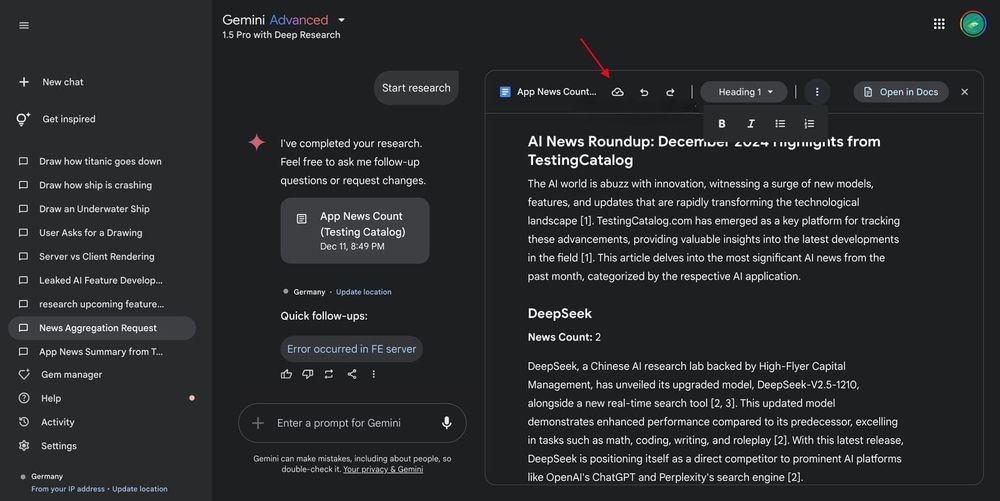 Gemini Advanced
1.5 Pro with Deep Research
New chat
Get inspired
Draw how titanic goes down
Draw how ship is crashing
Draw an Underwater Ship
User Asks for a Drawing
Server vs Client Rendering
Leaked AI Feature Develop...
research upcoming feature...
News Aggregation Request
App News Summary from T...
Gem manager
Help
Activity
Settings
Germany
From your IP address • Update location
Start research
I've completed your research.
Feel free to ask me follow-up
questions or request changes.
App News Count
(Testing Catalog)
Dec 11, 8:49 PM
Germany • Update location
Quick follow-ups:
Error occurred in FE server
Enter a prompt for Gemini
Gemini can make mistakes, including about people, so
double-check it. Your privacy & Gemini
App News Count...
Heading 1
Open in Docs
B I
AI News Roundup: December 2024 Highlights from
TestingCatalog
The AI world is abuzz with innovation, witnessing a surge of new models,
features, and updates that are rapidly transforming the technological
landscape [1]. TestingCatalog.com has emerged as a key platform for tracking
these advancements, providing valuable insights into the latest developments
in the field [1]. This article delves into the most significant AI news from the
past month, categorized by the respective AI application.
DeepSeek
News Count: 2
DeepSeek, a Chinese AI research lab backed by High-Flyer Capital
Management, has unveiled its upgraded model, DeepSeek-V2.5-1210,
alongside a new real-time search tool [2, 3]. This updated model
demonstrates enhanced performance compared to its predecessor, excelling
in tasks such as math, coding, writing, and roleplay [2]. With this latest release,
DeepSeek is positioning itself as a direct competitor to prominent AI platforms
like OpenAI's ChatGPT and Perplexity's search engine [2].